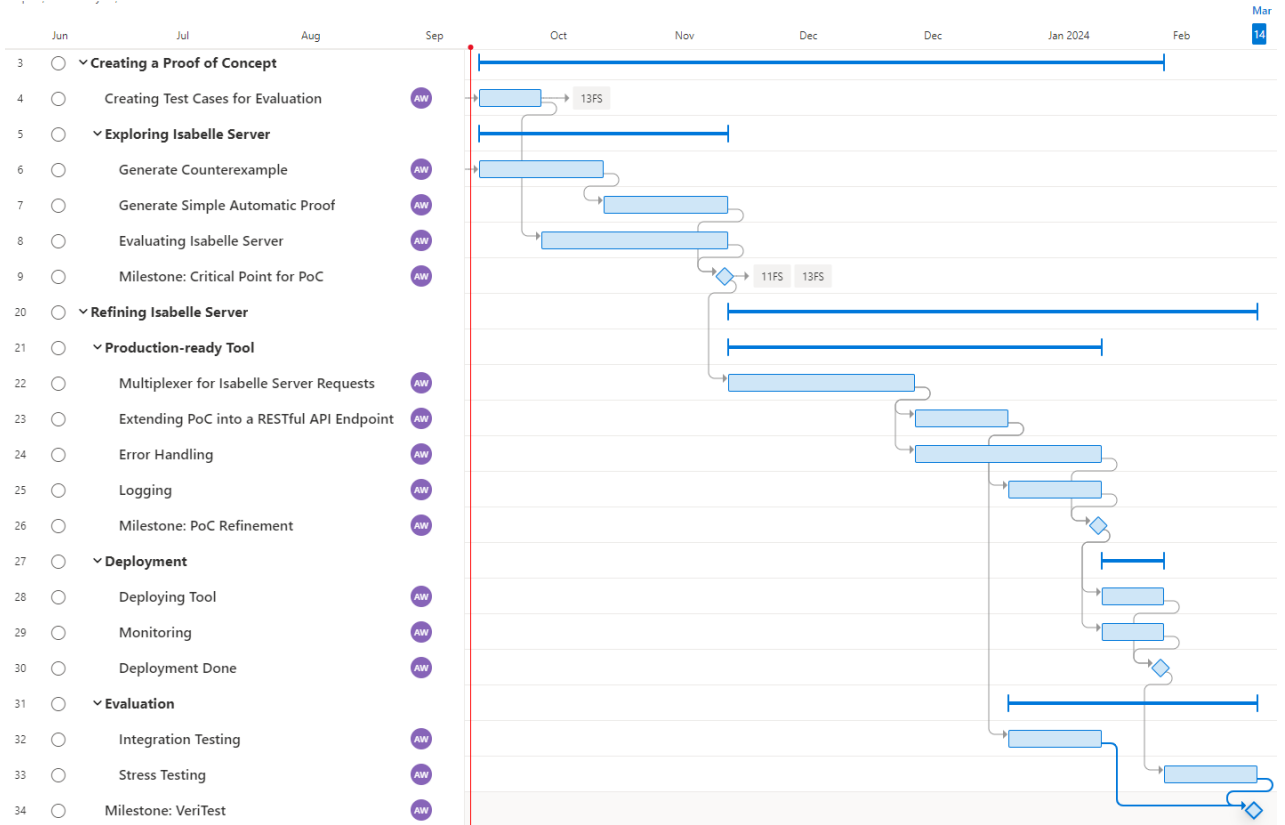 Mar
Jun Jul Aug Sep Oct Nov Dec Dec Jan 2024 Feb 14
3 Creating a Proof of Concept
4 Creating Test Cases for Evaluation AW 13FS
5 Exploring Isabelle Server
6 Generate Counterexample AW
7 Generate Simple Automatic Proof AW
8 Evaluating Isabelle Server AW
9 Milestone: Critical Point for PoC AW 11FS 13FS
20 Refining Isabelle Server
21 Production-ready Tool
22 Multiplexer for Isabelle Server Requests AW
23 Extending PoC into a RESTful API Endpoint AW
24 Error Handling AW
25 Logging AW
26 Milestone: PoC Refinement AW
27 Deployment
28 Deploying Tool AW
29 Monitoring AW
30 Deployment Done AW
31 Evaluation
32 Integration Testing AW
33 Stress Testing AW
34 Milestone: VeriTest AW